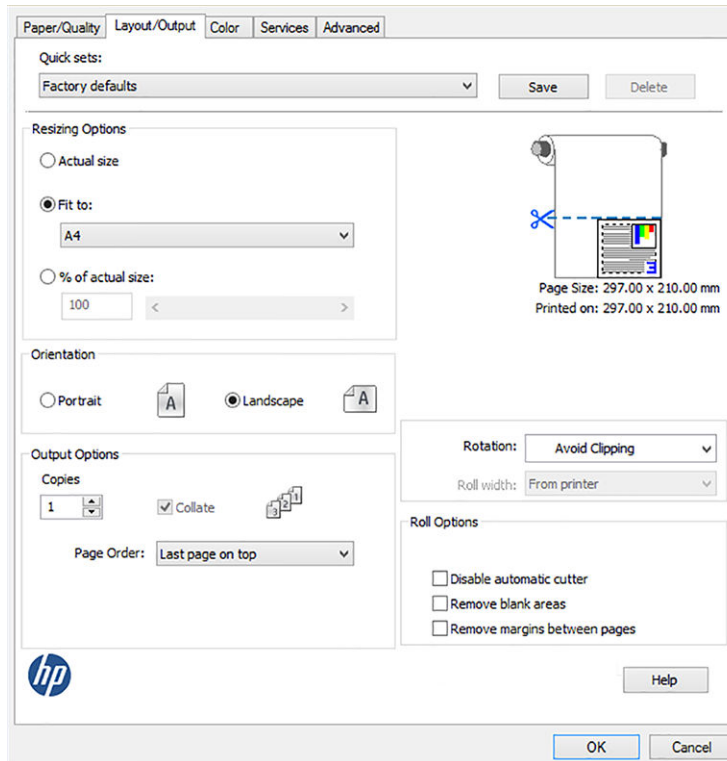 Paper/Quality Layout/Output Color Services Advanced
Quick sets:
Factory defaults Save Delete
Resizing Options
Actual size
Fit to:
A4
% of actual size:
100
Page Size: 297.00 x 210.00 mm
Printed on: 297.00 x 210.00 mm
Orientation
Portrait A Landscape A
Output Options
Copies
1 Collate 3 2 1
Page Order: Last page on top
Rotation: Avoid Clipping
Roll width: From printer
Roll Options
Disable automatic cutter
Remove blank areas
Remove margins between pages
hp
Help
OK Cancel